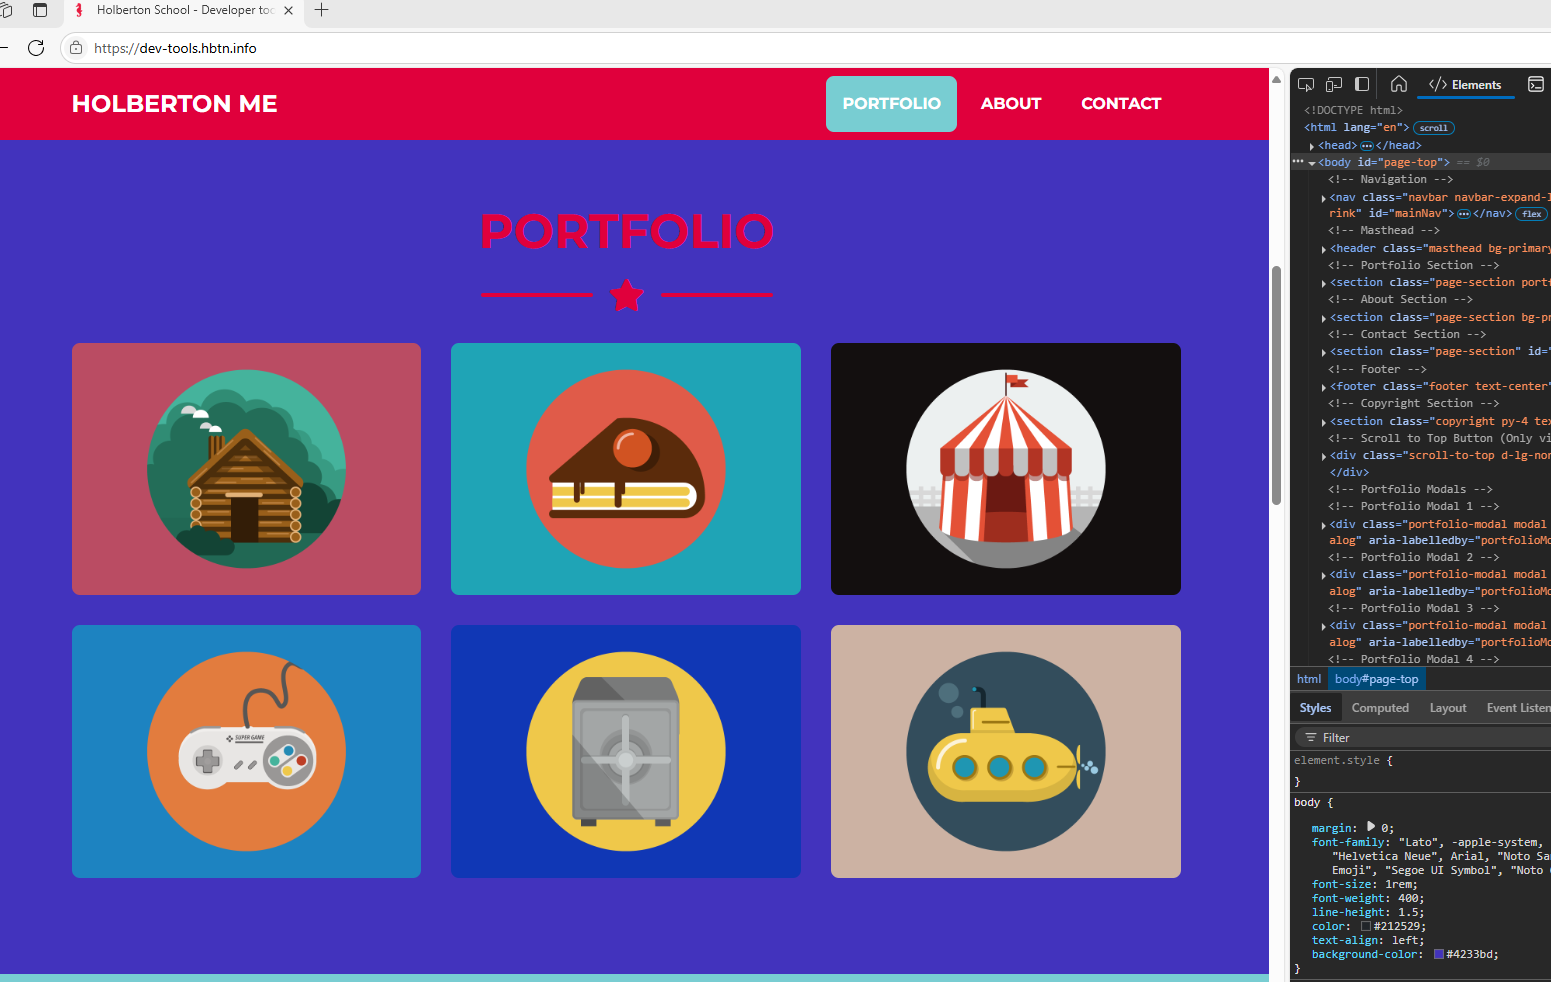 Holberton School - Developer too
https://dev-tools.hbtn.info
HOLBERTON ME
PORTFOLIO
ABOUT
CONTACT
PORTFOLIO
SUPER GAME
Elements
<!DOCTYPE html>
<html lang="en"> scroll
<head> ••• </head>
••• <body id="page-top"> == $0
<!-- Navigation -->
<nav class="navbar navbar-expand-l
rink" id="mainNav"> ••• </nav> flex
<!-- Masthead -->
<header class="masthead bg-primary
<!-- Portfolio Section -->
<section class="page-section portf
<!-- About Section -->
<section class="page-section bg-pr
<!-- Contact Section -->
<section class="page-section" id="
<!-- Footer -->
<footer class="footer text-center"
<!-- Copyright Section -->
<section class="copyright py-4 tex
<!-- Scroll to Top Button (Only vi
<div class="scroll-to-top d-lg-non
</div>
<!-- Portfolio Modals -->
<!-- Portfolio Modal 1 -->
<div class="portfolio-modal modal
alog" aria-labelledby="portfolioMo
<!-- Portfolio Modal 2 -->
<div class="portfolio-modal modal
alog" aria-labelledby="portfolioMo
<!-- Portfolio Modal 3 -->
<div class="portfolio-modal modal
alog" aria-labelledby="portfolioMo
<!-- Portfolio Modal 4 -->
html body#page-top
Styles Computed Layout Event Listen
Filter
element.style {
}
body {
margin: 0;
font-family: "Lato", -apple-system,
"Helvetica Neue", Arial, "Noto Sa
Emoji", "Segoe UI Symbol", "Noto
font-size: 1rem;
font-weight: 400;
line-height: 1.5;
color: #212529;
text-align: left;
background-color: #4233bd;
}